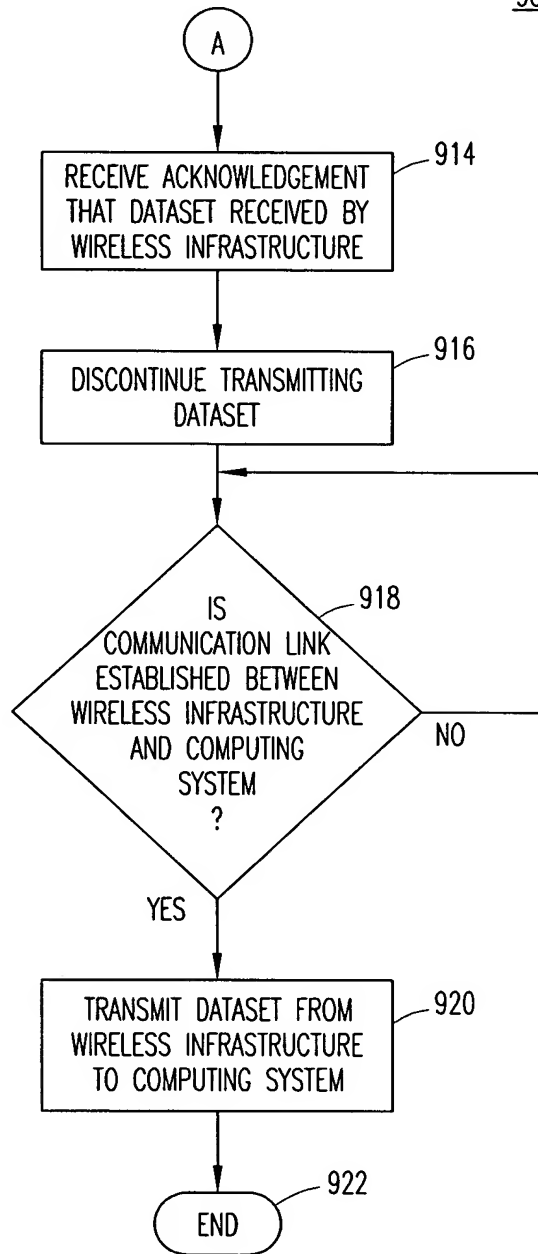 A
914
RECEIVE ACKNOWLEDGEMENT
THAT DATASET RECEIVED BY
WIRELESS INFRASTRUCTURE
916
DISCONTINUE TRANSMITTING
DATASET
918
IS
COMMUNICATION LINK
ESTABLISHED BETWEEN
WIRELESS INFRASTRUCTURE
AND COMPUTING
SYSTEM
?
NO
YES
920
TRANSMIT DATASET FROM
WIRELESS INFRASTRUCTURE
TO COMPUTING SYSTEM
922
END